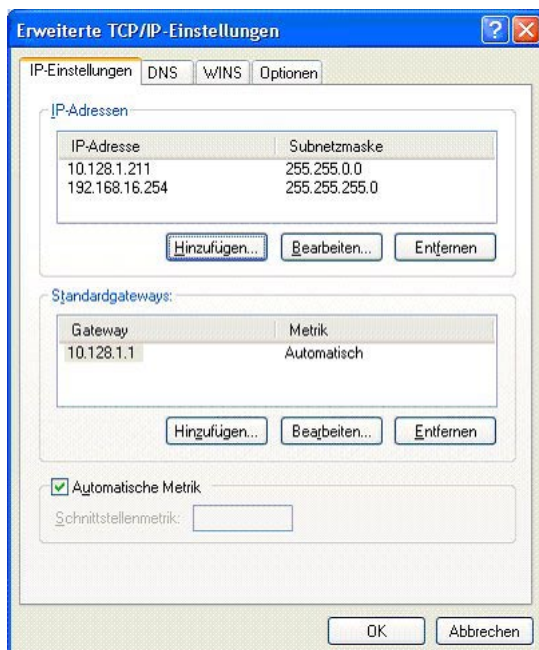 Erweiterte TCP/IP-Einstellungen
IP-Einstellungen DNS WINS Optionen
IP-Adressen
IP-Adresse Subnetzmaske
10.128.1.211 255.255.0.0
192.168.16.254 255.255.255.0
Hinzufügen... Bearbeiten... Entfernen
Standardgateways:
Gateway Metrik
10.128.1.1 Automatisch
Hinzufügen... Bearbeiten... Entfernen
Automatische Metrik
Schnittstellenmetrik:
OK Abbrechen